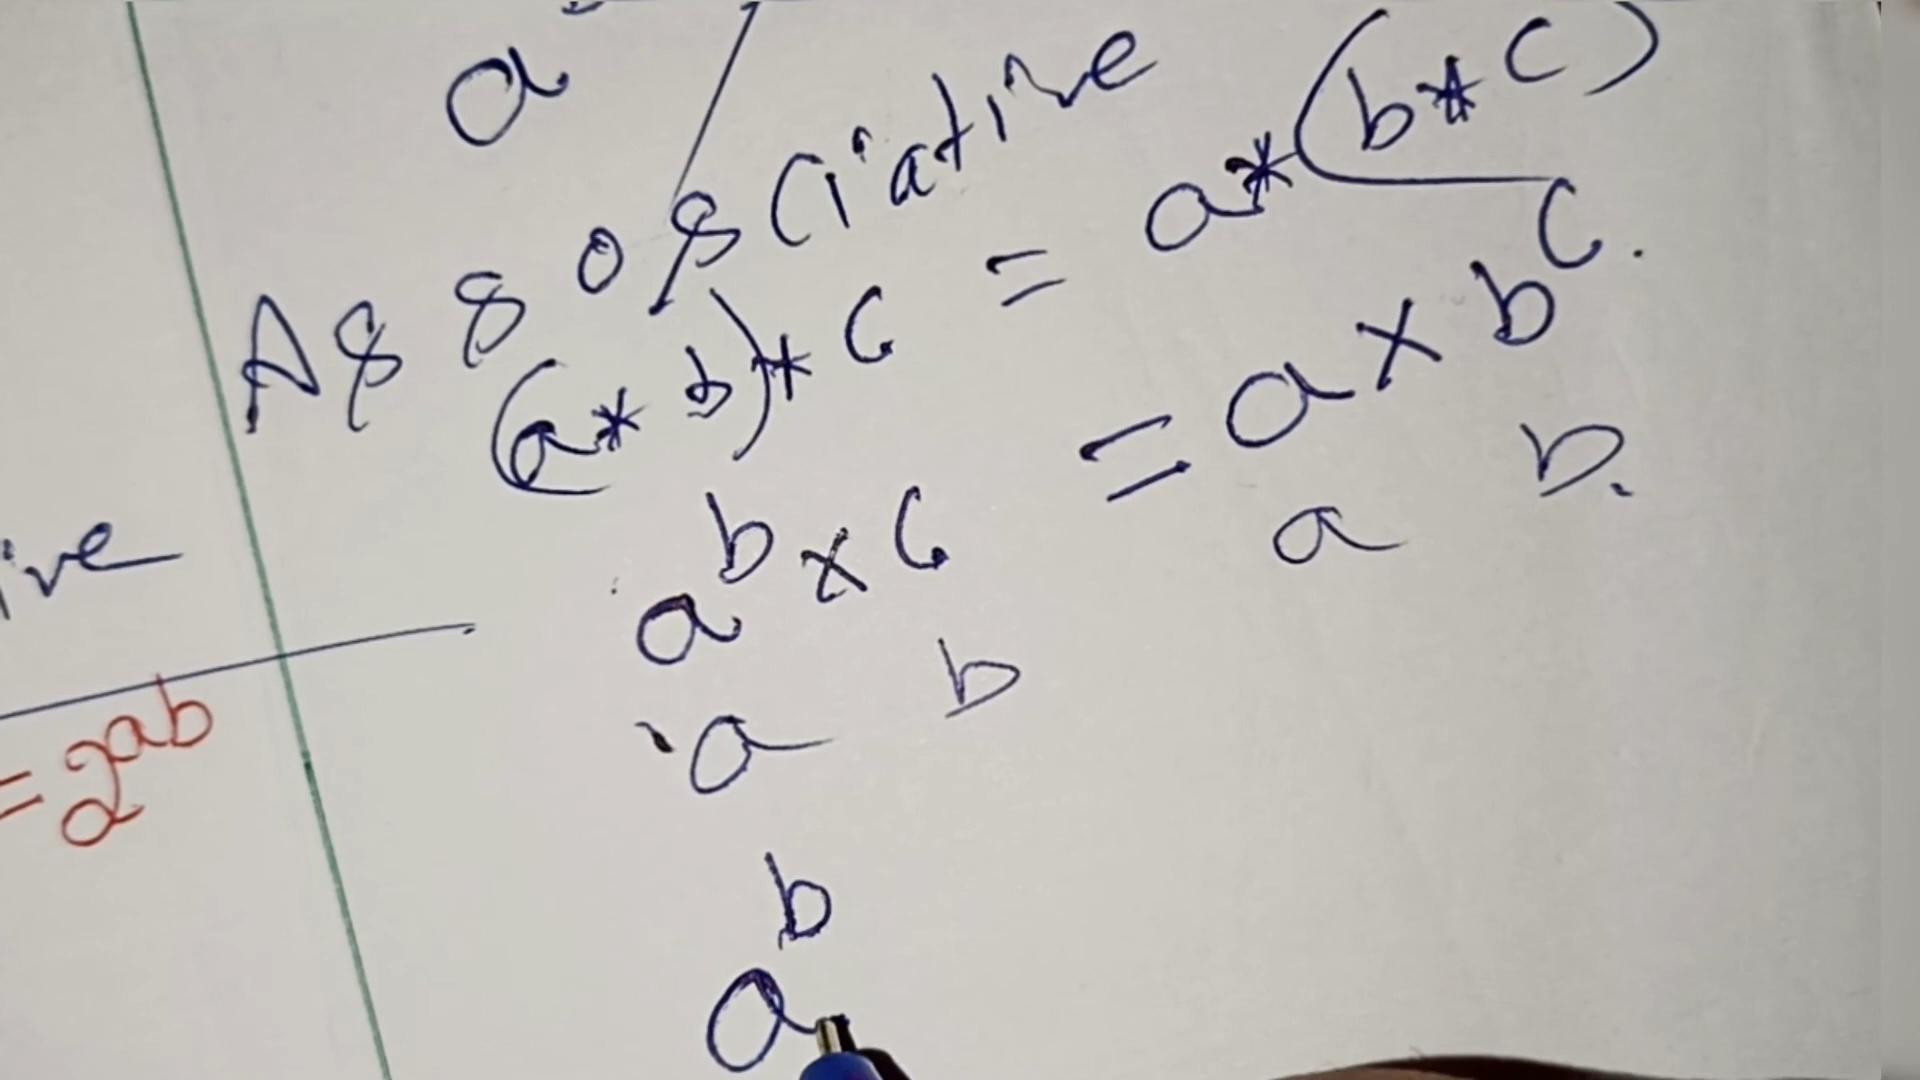 a
Associative
(a * b) * c = a * (b * c)
a^b × c = a × b^c.
a b = a b.
ive
= 2^ab
a
b
a